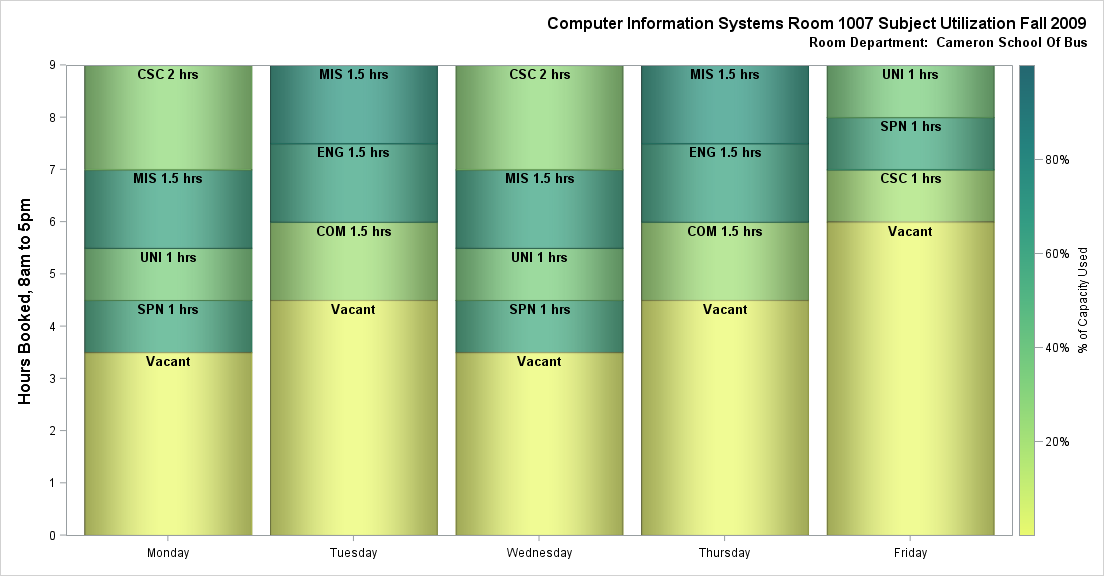 Computer Information Systems Room 1007 Subject Utilization Fall 2009
Room Department:  Cameron School Of Bus
Hours Booked, 8am to 5pm
9
8
7
6
5
4
3
2
1
0
CSC 2 hrs
MIS 1.5 hrs
UNI 1 hrs
SPN 1 hrs
Vacant
MIS 1.5 hrs
ENG 1.5 hrs
COM 1.5 hrs
Vacant
CSC 2 hrs
MIS 1.5 hrs
UNI 1 hrs
SPN 1 hrs
Vacant
MIS 1.5 hrs
ENG 1.5 hrs
COM 1.5 hrs
Vacant
UNI 1 hrs
SPN 1 hrs
CSC 1 hrs
Vacant
Monday
Tuesday
Wednesday
Thursday
Friday
80%
60%
40%
20%
% of Capacity Used